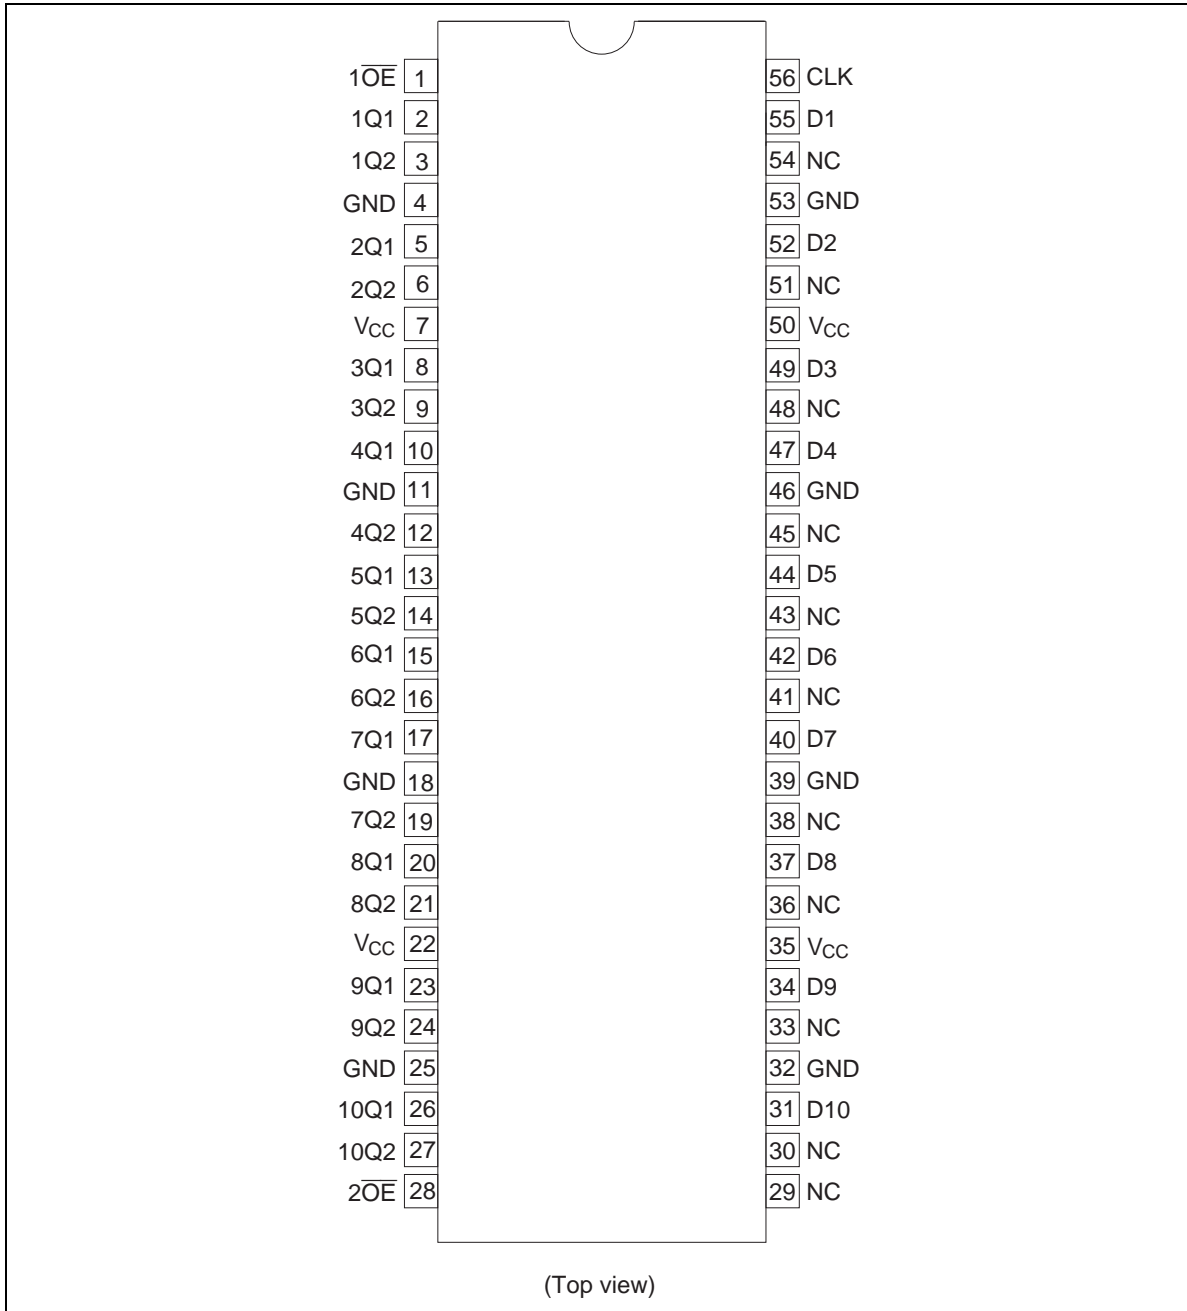 1O̅E̅ 1 56 CLK
1Q1 2 55 D1
1Q2 3 54 NC
GND 4 53 GND
2Q1 5 52 D2
2Q2 6 51 NC
VCC 7 50 VCC
3Q1 8 49 D3
3Q2 9 48 NC
4Q1 10 47 D4
GND 11 46 GND
4Q2 12 45 NC
5Q1 13 44 D5
5Q2 14 43 NC
6Q1 15 42 D6
6Q2 16 41 NC
7Q1 17 40 D7
GND 18 39 GND
7Q2 19 38 NC
8Q1 20 37 D8
8Q2 21 36 NC
VCC 22 35 VCC
9Q1 23 34 D9
9Q2 24 33 NC
GND 25 32 GND
10Q1 26 31 D10
10Q2 27 30 NC
2O̅E̅ 28 29 NC
(Top view)